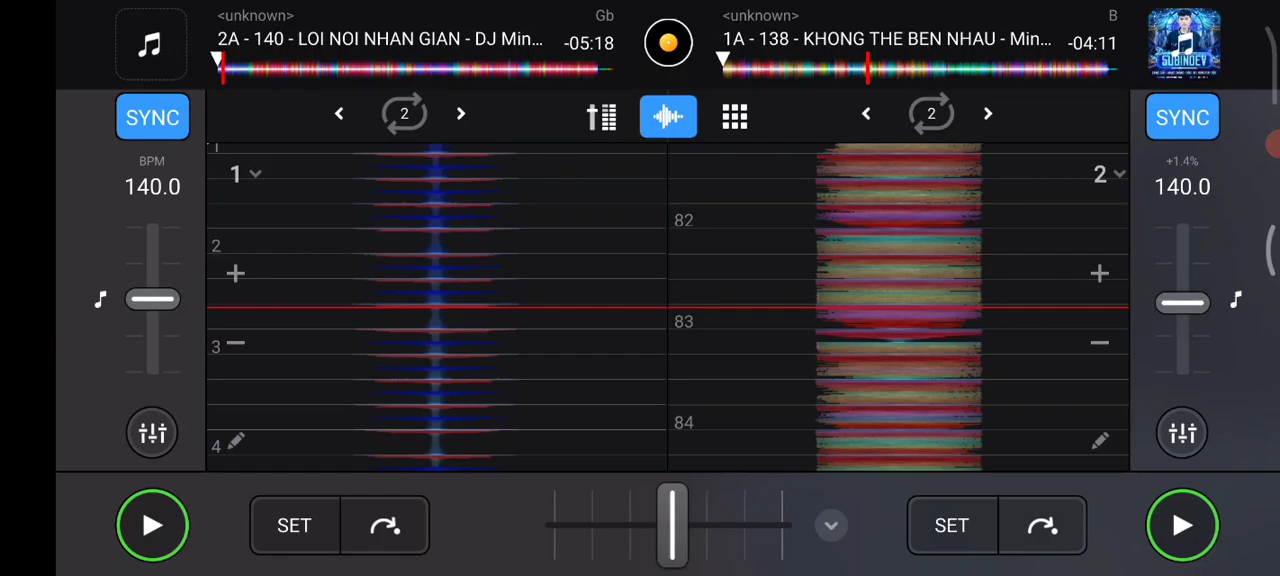 <unknown>
Gb
2A - 140 - LOI NOI NHAN GIAN - DJ Min...
-05:18
<unknown>
B
1A - 138 - KHONG THE BEN NHAU - Min...
-04:11
SUBINDEV
SYNC
2
2
SYNC
BPM
140.0
+1.4%
140.0
1
1
2
3
4
82
83
84
2
SET
SET